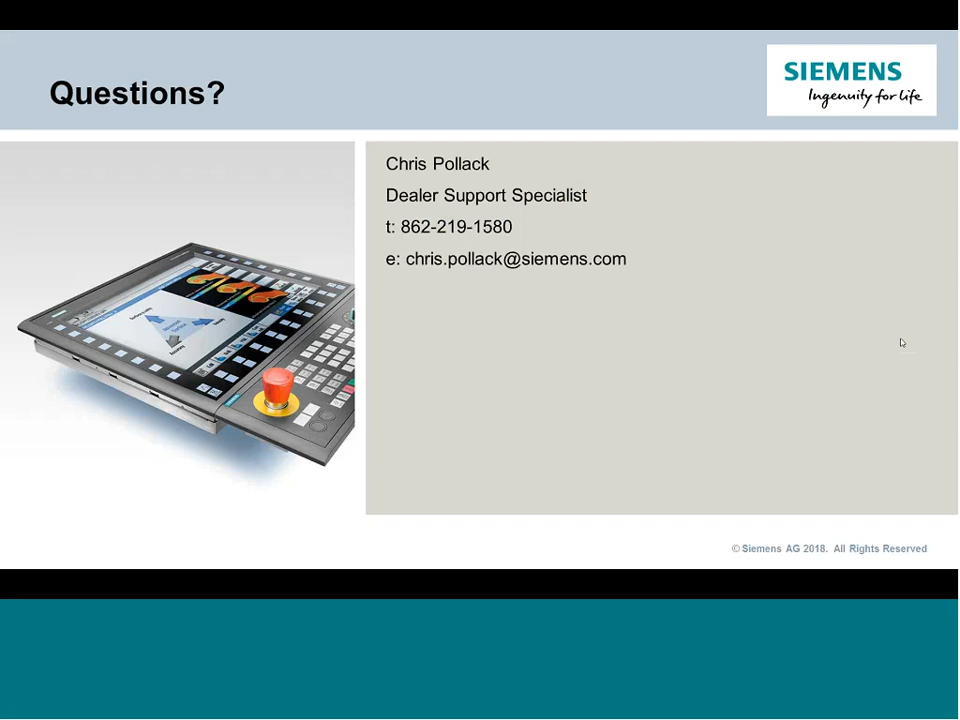 Questions?
SIEMENS
Ingenuity for life
Chris Pollack
Dealer Support Specialist
t: 862-219-1580
e: chris.pollack@siemens.com
© Siemens AG 2018. All Rights Reserved